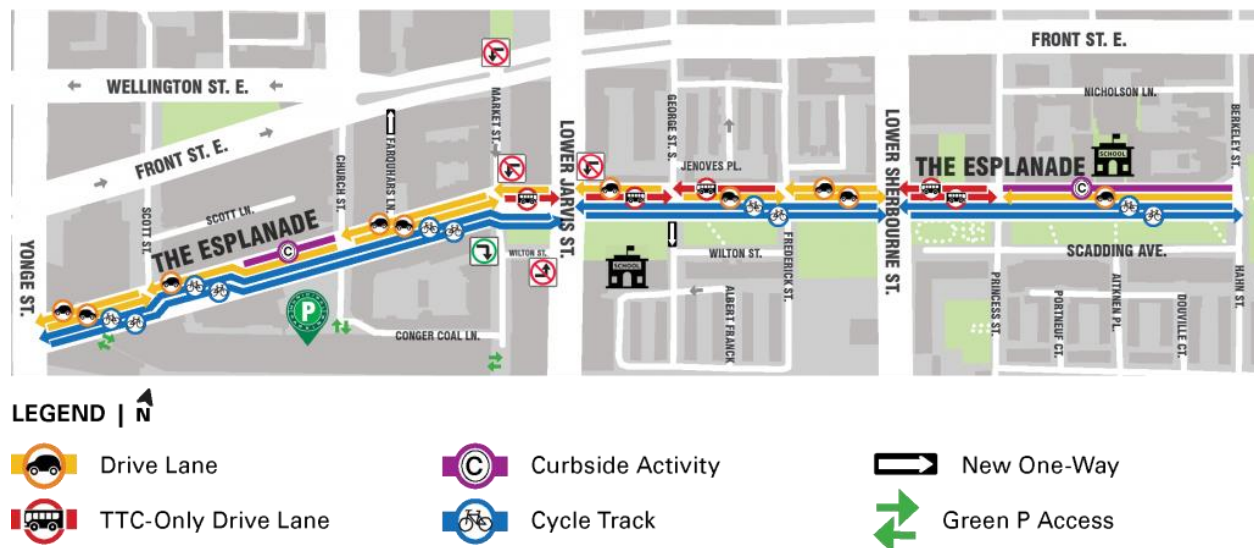 FRONT ST. E.
WELLINGTON ST. E.
NICHOLSON LN.
MARKET ST.
GEORGE ST. S.
BERKELEY ST.
FRONT ST. E.
FARQUHARS LN.
LOWER JARVIS ST.
LOWER SHERBOURNE ST.
CHURCH ST.
JENOVES PL.
THE ESPLANADE
SCHOOL
C
SCOTT LN.
SCOTT ST.
THE ESPLANADE
C
YONGE ST.
WILTON ST.
SCHOOL
WILTON ST.
FREDERICK ST.
SCADDING AVE.
HAHN ST.
P
CONGER COAL LN.
ALBERT FRANCK
PRINCESS ST.
PORTNEUF CT.
AITKNEN PL.
DOUVILLE CT.
LEGEND | N
Drive Lane
C Curbside Activity
New One-Way
TTC-Only Drive Lane
Cycle Track
Green P Access